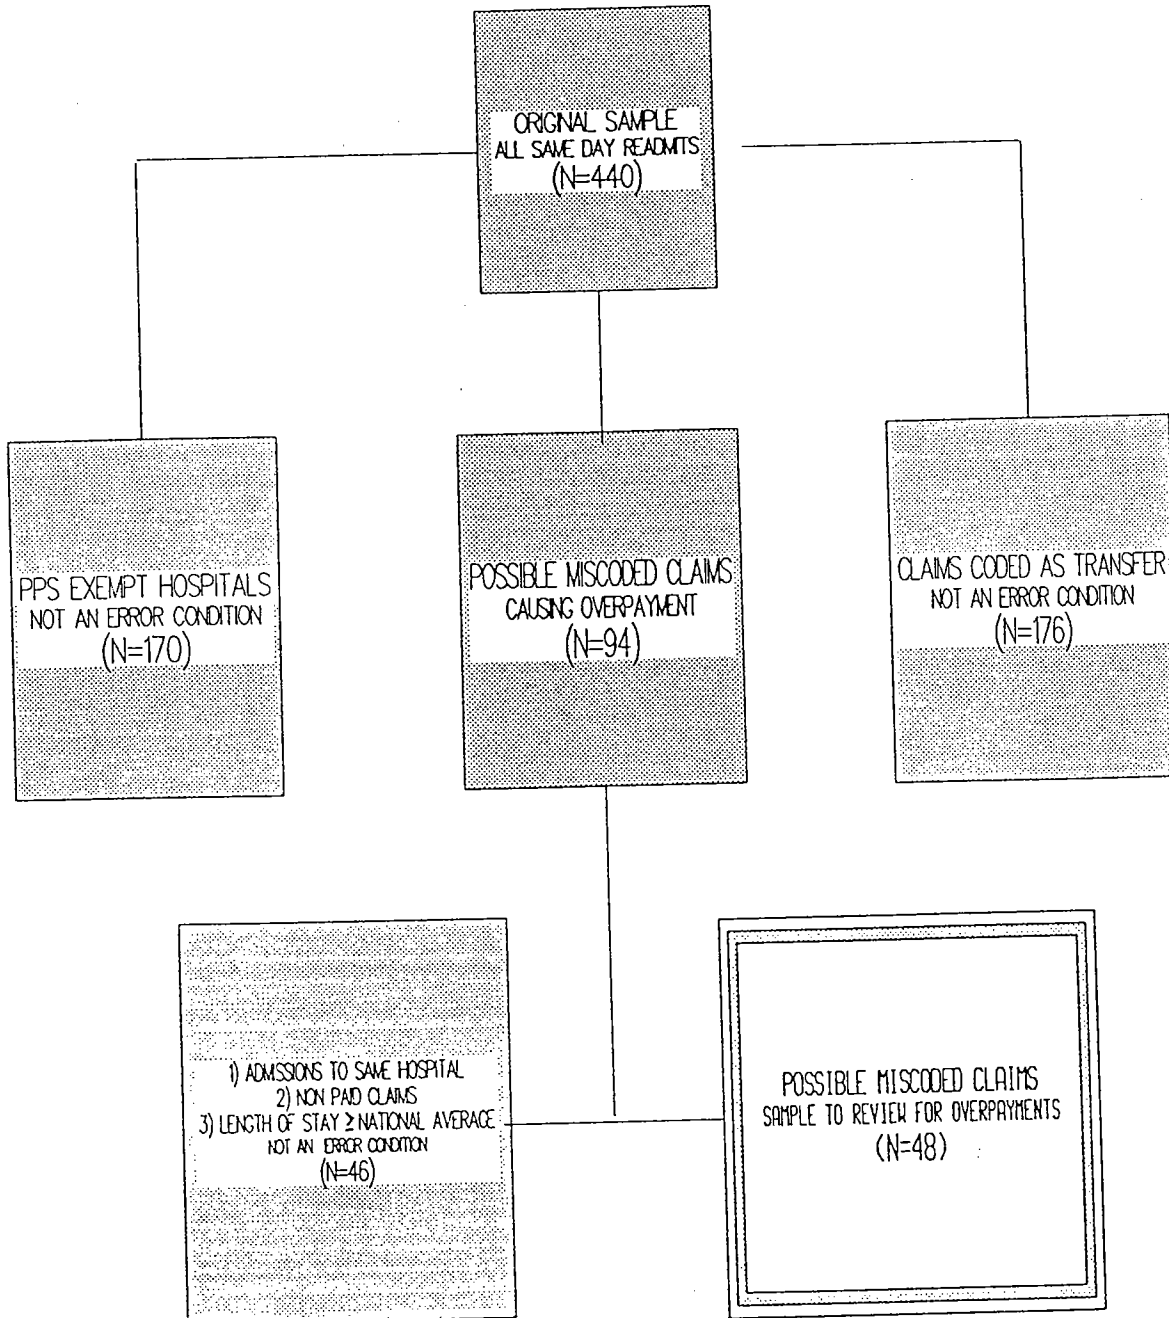 ORIGINAL SAMPLE
ALL SAME DAY READMITS
(N=440)
PPS EXEMPT HOSPITALS
NOT AN ERROR CONDITION
(N=170)
POSSIBLE MISCODED CLAIMS
CAUSING OVERPAYMENT
(N=94)
CLAIMS CODED AS TRANSFER
NOT AN ERROR CONDITION
(N=176)
1) ADMISSIONS TO SAME HOSPITAL
2) NON PAID CLAIMS
3) LENGTH OF STAY ≥ NATIONAL AVERAGE
NOT AN ERROR CONDITION
(N=46)
POSSIBLE MISCODED CLAIMS
SAMPLE TO REVIEW FOR OVERPAYMENTS
(N=48)